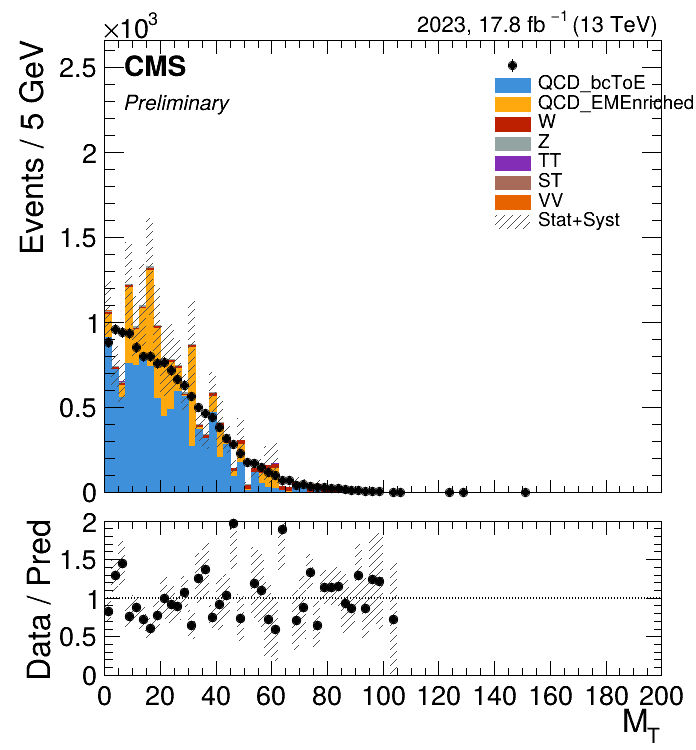 ×10³
2023, 17.8 fb⁻¹ (13 TeV)
Events / 5 GeV
2.5
2
1.5
1
0.5
0
CMS
Preliminary
QCD_bcToE
QCD_EMEnriched
W
Z
TT
ST
VV
Stat+Syst
Data / Pred
2
1.5
1
0.5
0
0 20 40 60 80 100 120 140 160 180 200
M_T